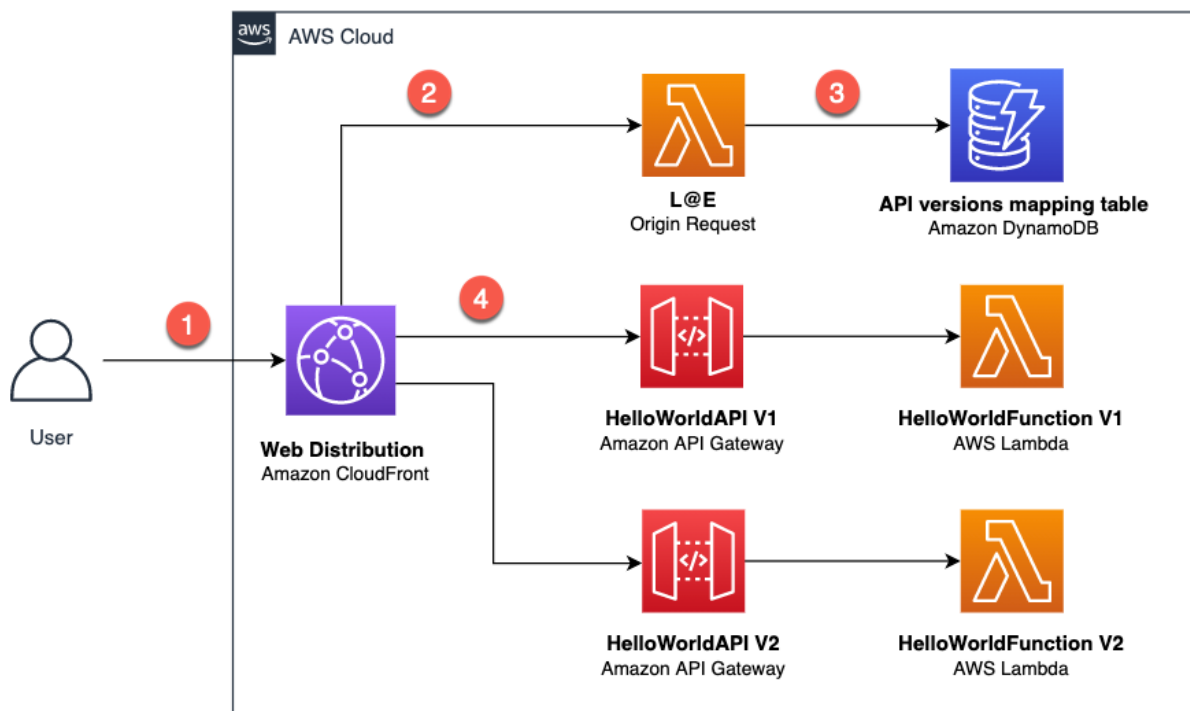 aws
AWS Cloud
2
3
L@E
Origin Request
API versions mapping table
Amazon DynamoDB
1
4
User
Web Distribution
Amazon CloudFront
</>
HelloWorldAPI V1
Amazon API Gateway
HelloWorldFunction V1
AWS Lambda
</>
HelloWorldAPI V2
Amazon API Gateway
HelloWorldFunction V2
AWS Lambda